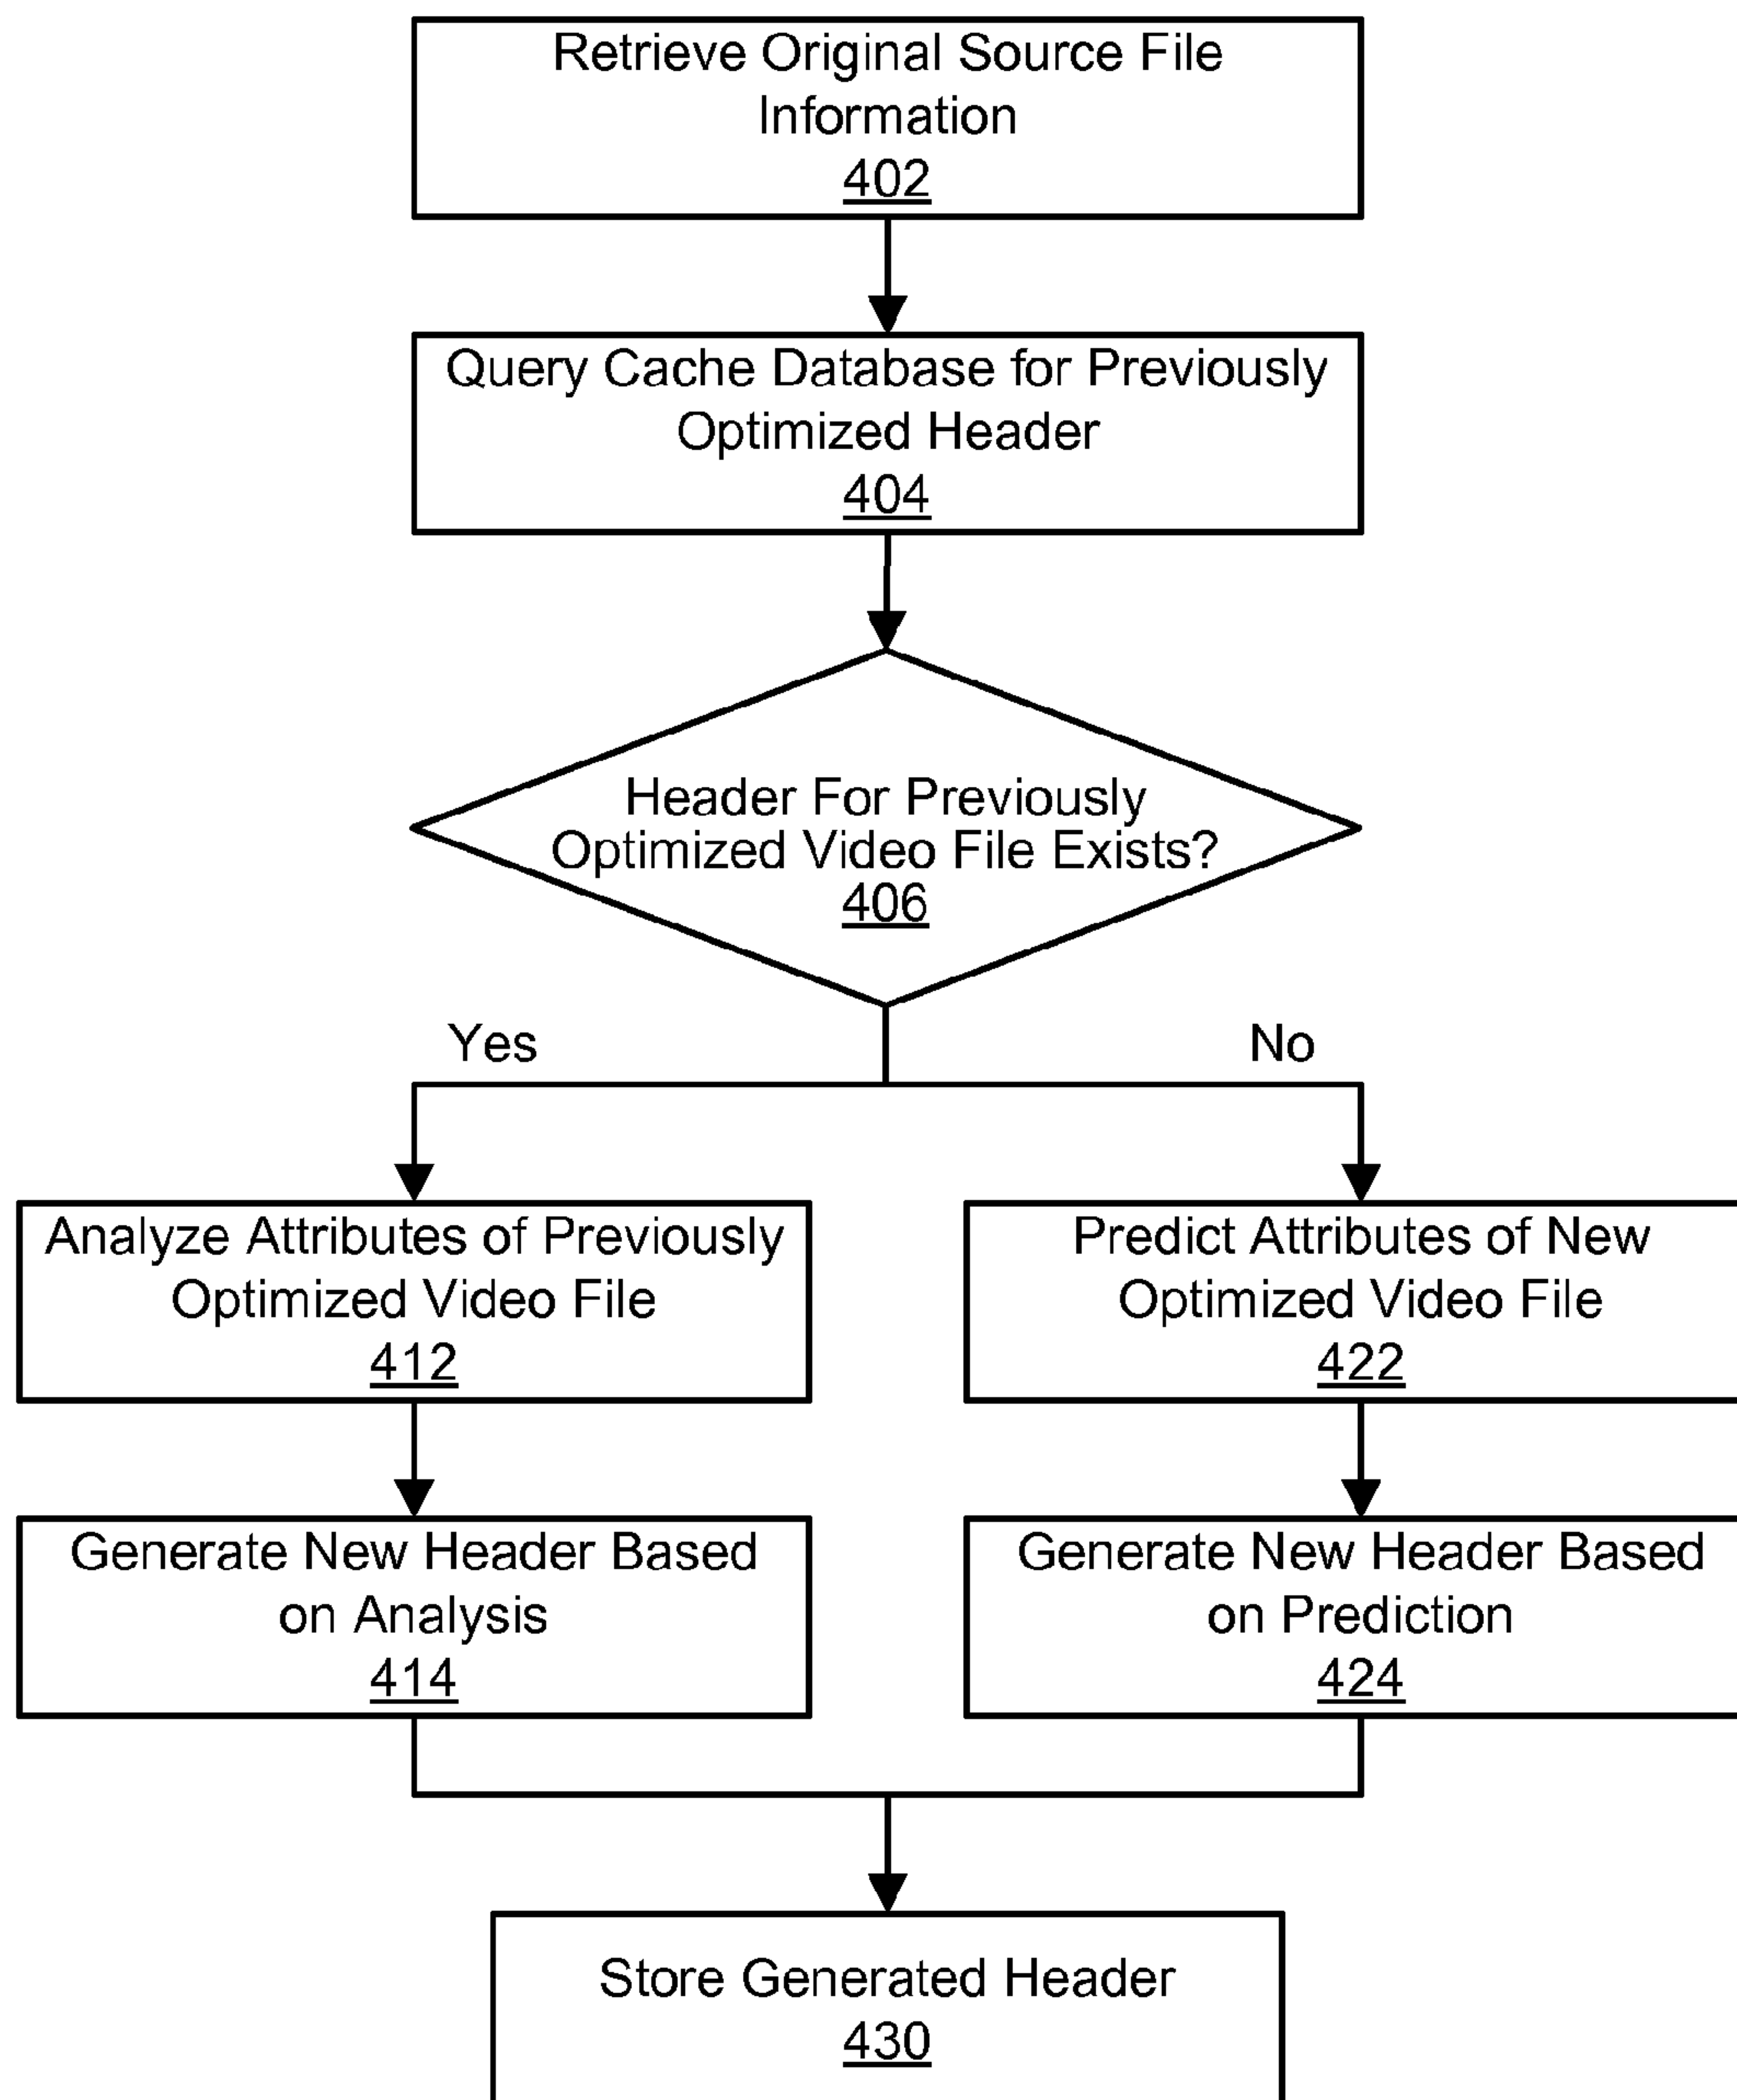 Retrieve Original Source File
Information
402
Query Cache Database for Previously
Optimized Header
404
Header For Previously
Optimized Video File Exists?
406
Yes
No
Analyze Attributes of Previously
Optimized Video File
412
Predict Attributes of New
Optimized Video File
422
Generate New Header Based
on Analysis
414
Generate New Header Based
on Prediction
424
Store Generated Header
430